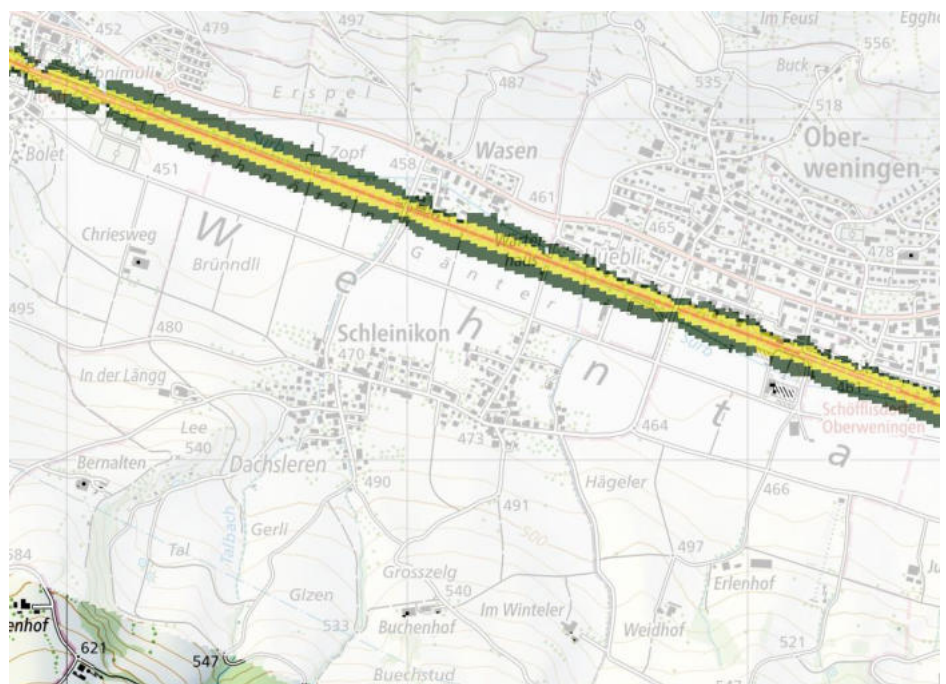 452
479
497
Im Feusi
556
Buck
487
535
518
Erspel
Ober-
weningen
Bolet
451
Zopf
458
Wasen
461
465
478
Chriesweg
Brünndli
W
e
h
n
t
a
Gänter
495
480
Schleinikon
470
In der Längg
Lee
540
473
464
Schöfflisdorf
Oberweningen
Surb
Bernalten
Dachsleren
490
491
Hägeler
466
Talbach
Gerli
500
Tal
584
Grosszelg
497
Gizen
540
Im Winteler
Erlenhof
533
Buchenhof
Weidhof
521
621
547
Buechstud